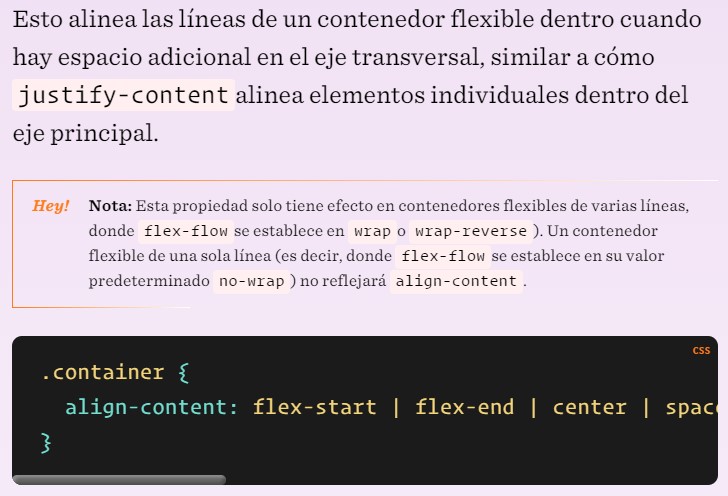 Esto alinea las líneas de un contenedor flexible dentro cuando
hay espacio adicional en el eje transversal, similar a cómo
justify-content alinea elementos individuales dentro del
eje principal.
Hey! Nota: Esta propiedad solo tiene efecto en contenedores flexibles de varias líneas,
donde flex-flow se establece en wrap o wrap-reverse ). Un contenedor
flexible de una sola línea (es decir, donde flex-flow se establece en su valor
predeterminado no-wrap ) no reflejará align-content .
CSS
.container {
align-content: flex-start | flex-end | center | spac
}